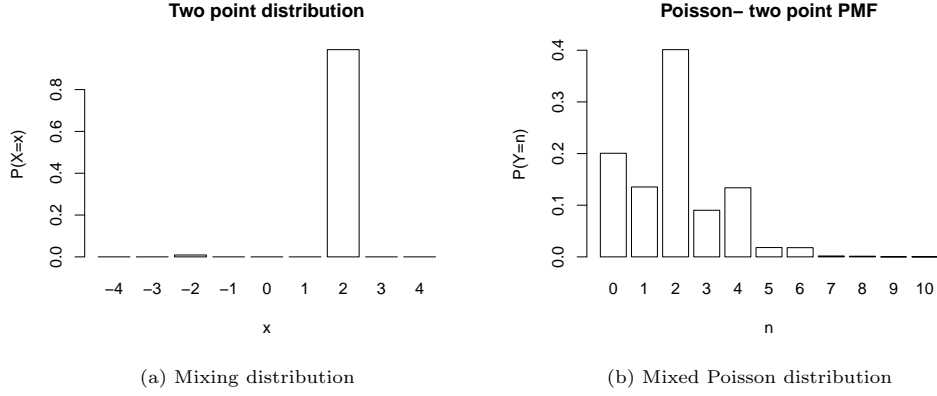 Two point distribution
P(X=x)
0.0 0.2 0.4 0.6 0.8
−4 −3 −2 −1 0 1 2 3 4
x
(a) Mixing distribution
Poisson− two point PMF
P(Y=n)
0.0 0.1 0.2 0.3 0.4
0 1 2 3 4 5 6 7 8 9 10
n
(b) Mixed Poisson distribution